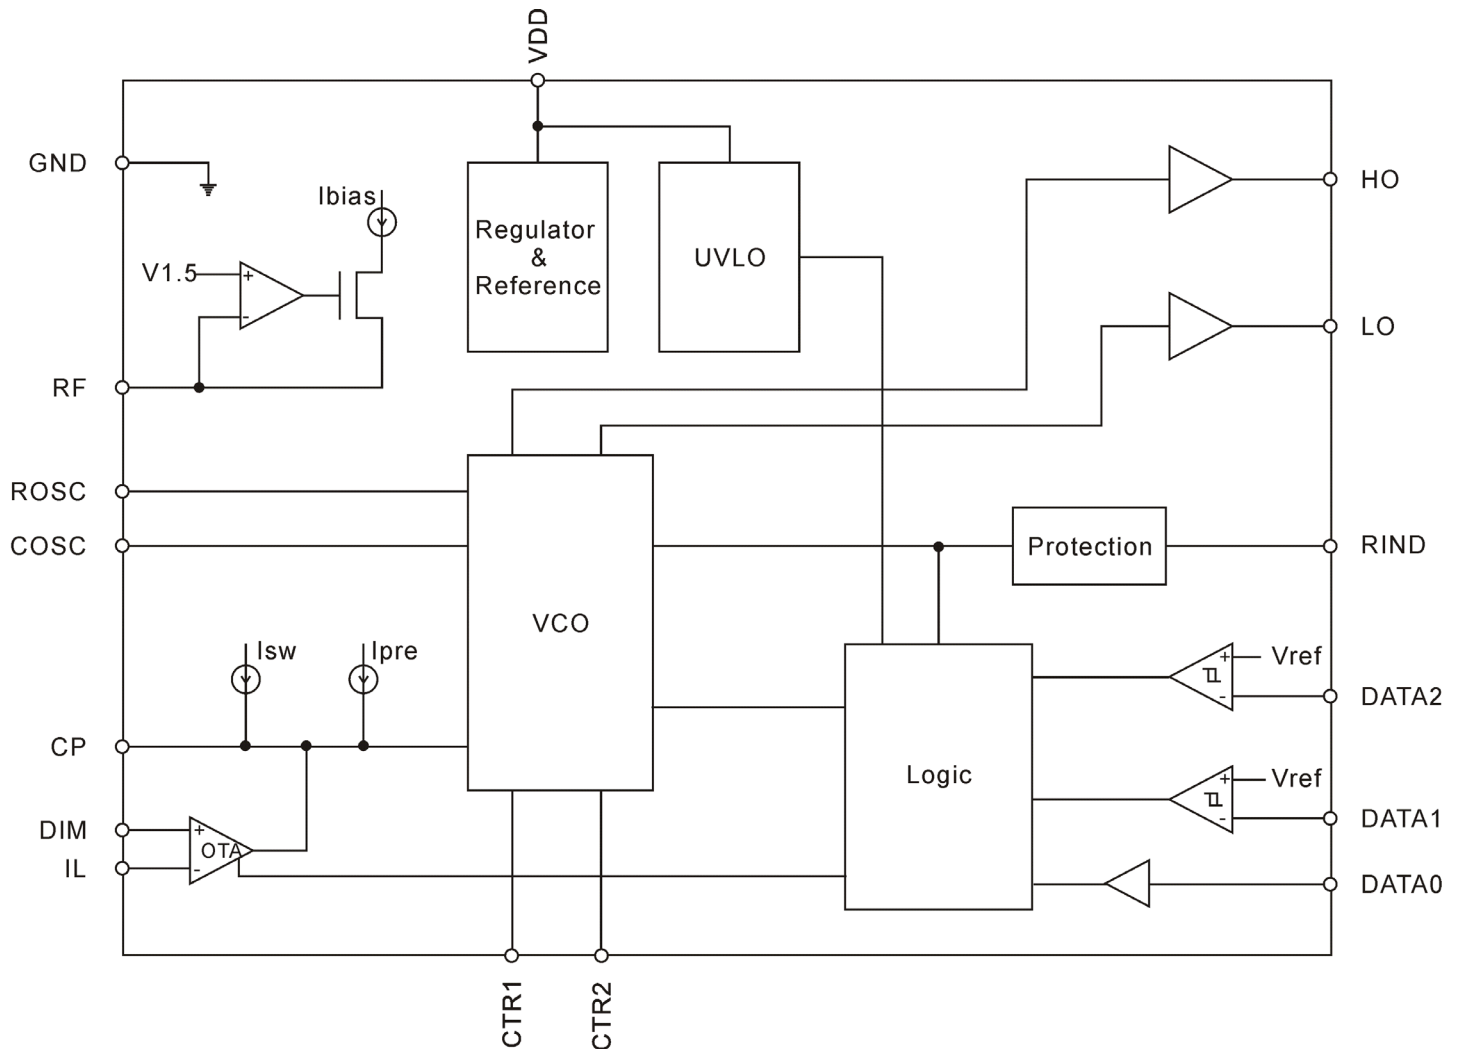 VDD
GND
Ibias
V1.5
+
-
RF
Regulator
&
Reference
UVLO
HO
LO
ROSC
COSC
VCO
Protection
RIND
Isw
Ipre
CP
DIM
IL
+
OTA
-
Logic
+
Vref
-
DATA2
+
Vref
-
DATA1
DATA0
CTR1
CTR2